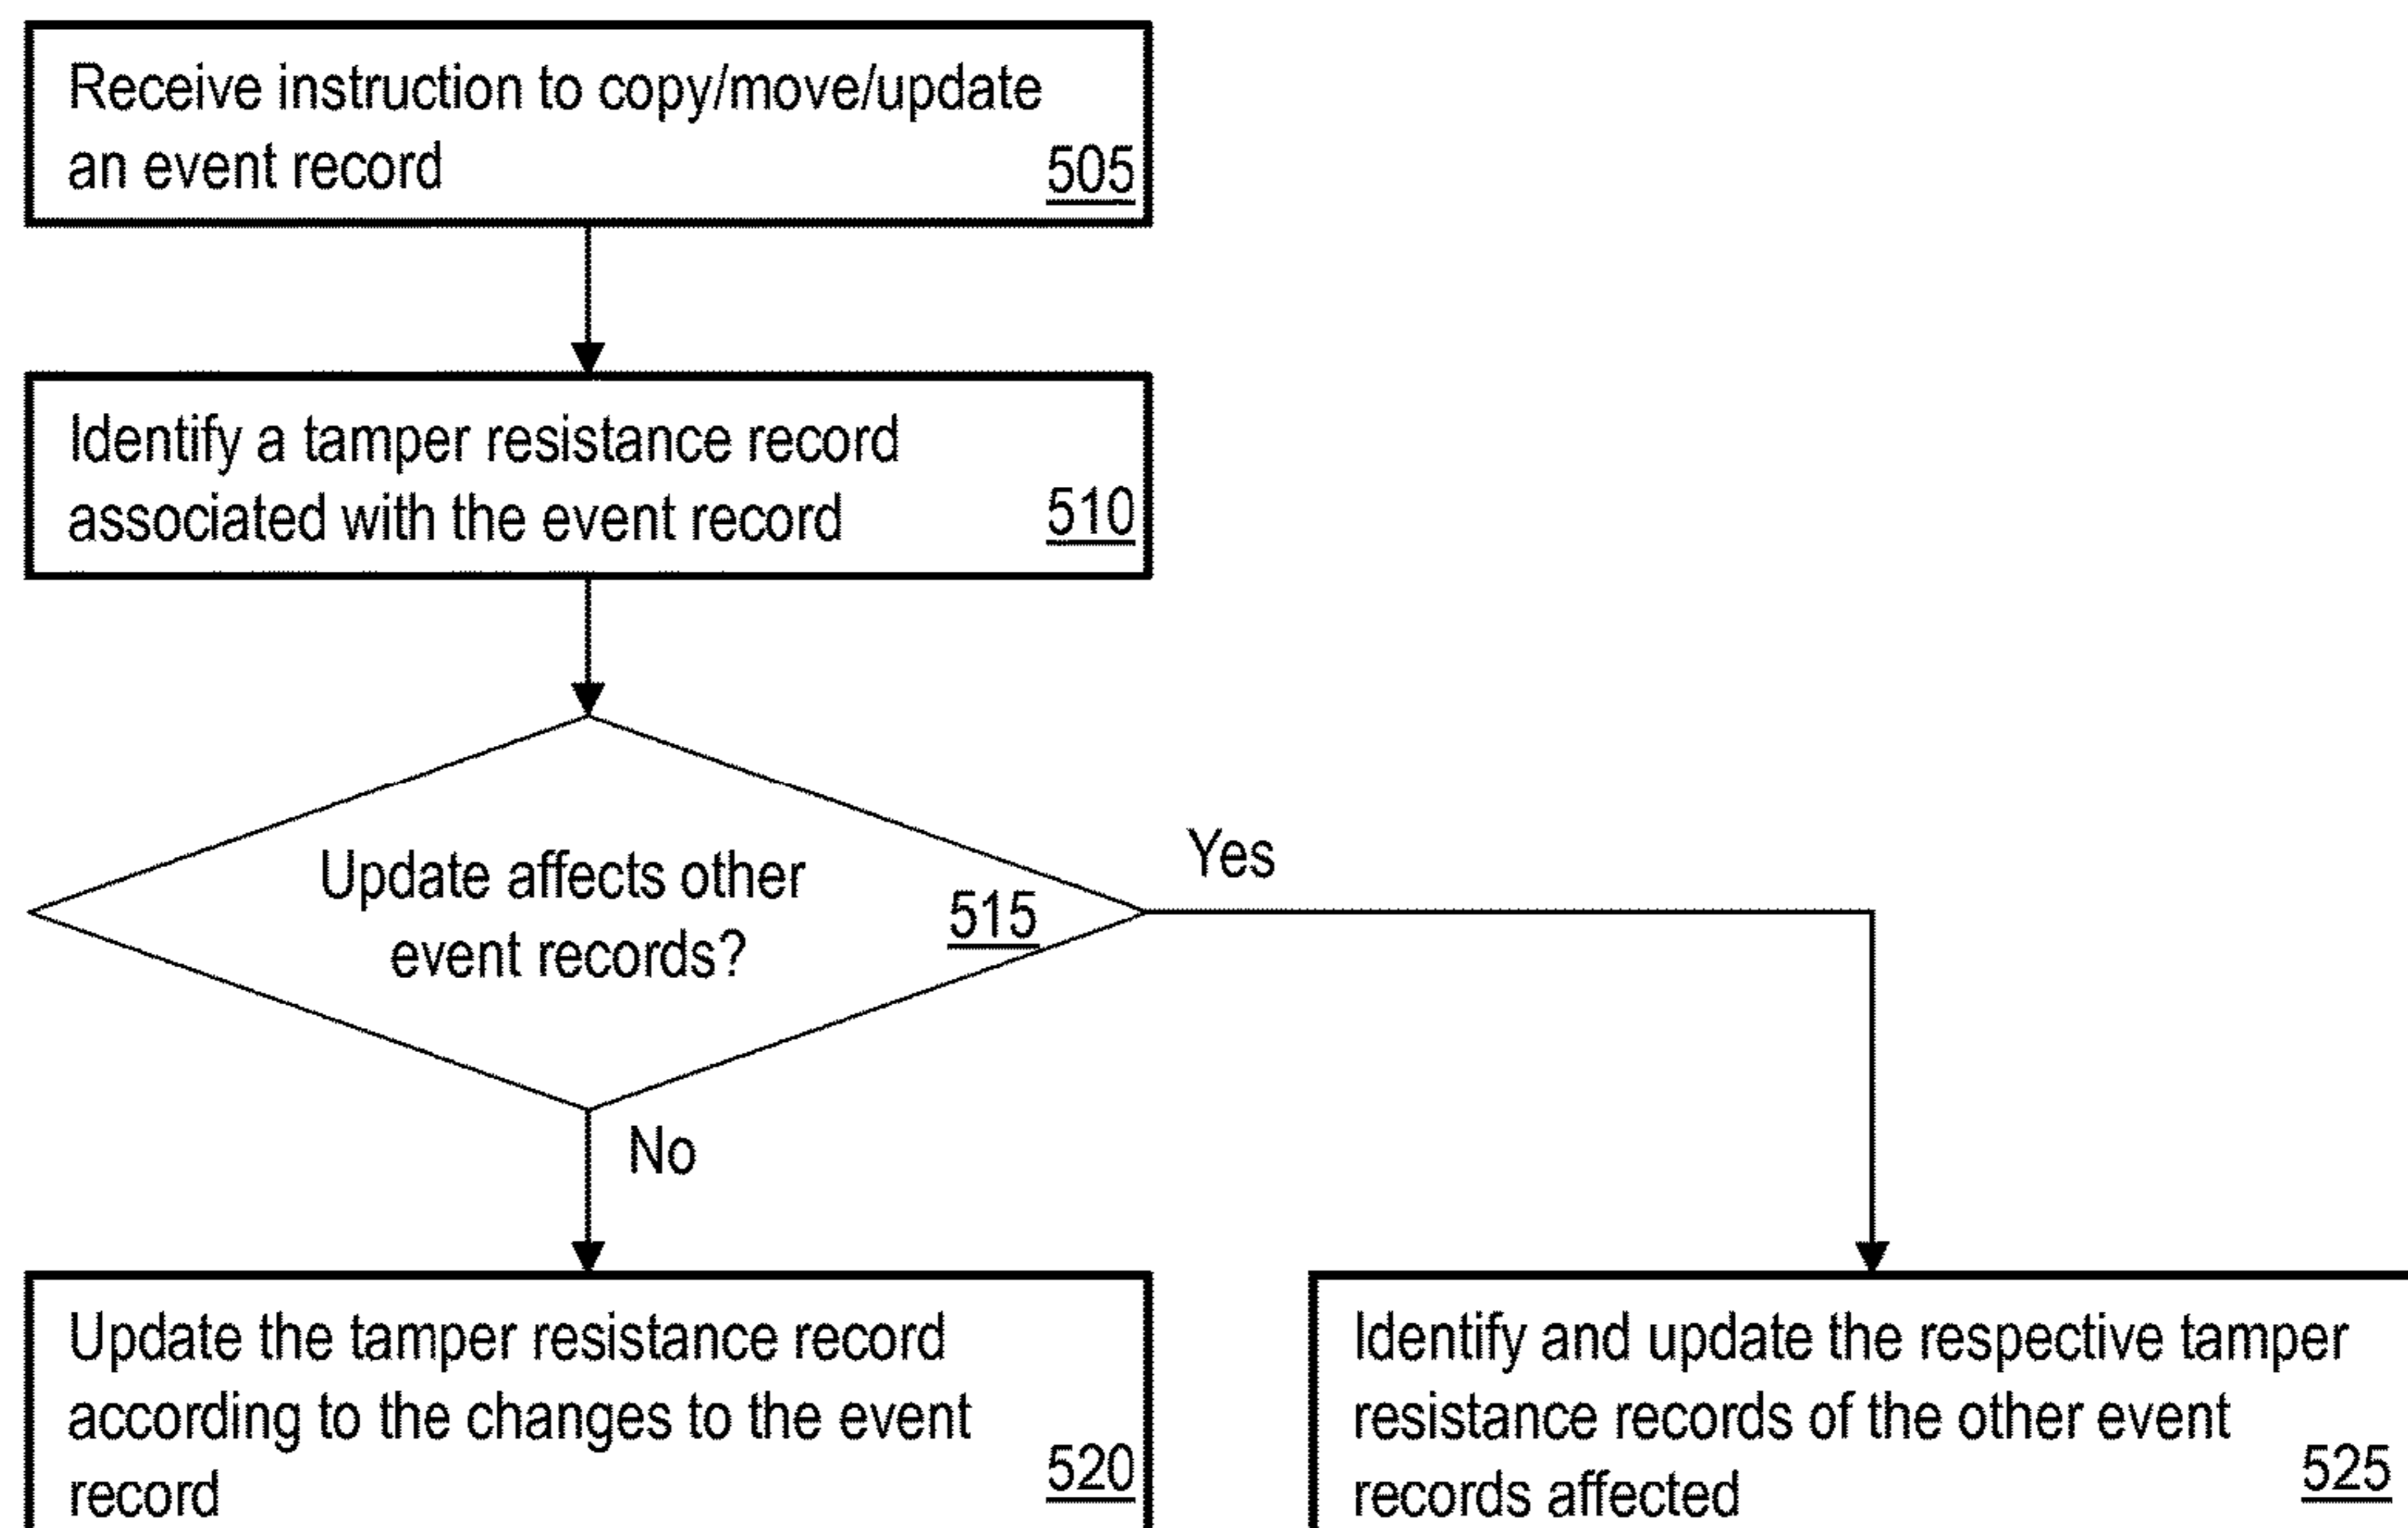 Receive instruction to copy/move/update
an event record
505
Identify a tamper resistance record
associated with the event record
510
Update affects other
event records?
515
Yes
No
Update the tamper resistance record
according to the changes to the event
record
520
Identify and update the respective tamper
resistance records of the other event
records affected
525